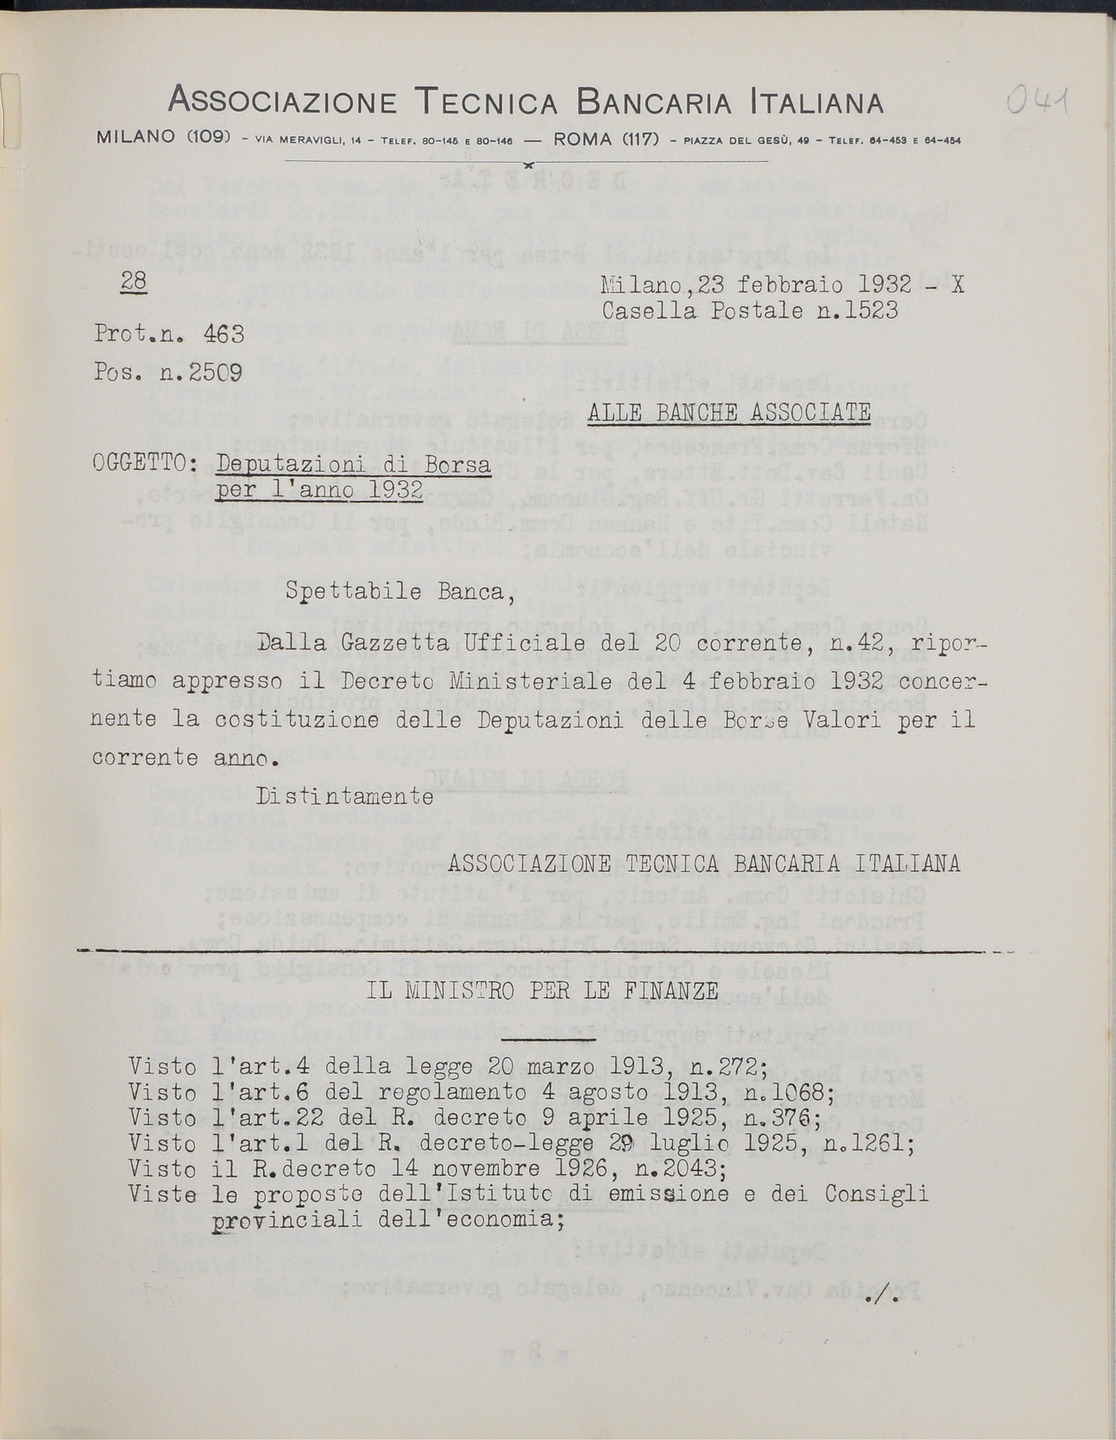 ASSOCIAZIONE TECNICA BANCARIA ITALIANA
041
MILANO (109) - VIA MERAVIGLI, 14 - TELEF. 80-145 E 80-146 — ROMA (117) - PIAZZA DEL GESÙ, 49 - TELEF. 64-453 E 64-454
28
Milano,23 febbraio 1932 - X
Casella Postale n.1523
Prot.n. 463
Pos. n.2509
ALLE BANCHE ASSOCIATE
OGGETTO: Deputazioni di Borsa
per l'anno 1932
Spettabile Banca,
Dalla Gazzetta Ufficiale del 20 corrente, n.42, ripor-
tiamo appresso il Decreto Ministeriale del 4 febbraio 1932 concer-
nente la costituzione delle Deputazioni delle Borse Valori per il
corrente anno.
Distintamente
ASSOCIAZIONE TECNICA BANCARIA ITALIANA
IL MINISTRO PER LE FINANZE
Visto l'art.4 della legge 20 marzo 1913, n.272;
Visto l'art.6 del regolamento 4 agosto 1913, n.1068;
Visto l'art.22 del R. decreto 9 aprile 1925, n.376;
Visto l'art.1 del R. decreto-legge 29 luglio 1925, n.1261;
Visto il R.decreto 14 novembre 1926, n.2043;
Viste le proposte dell'Istituto di emissione e dei Consigli
provinciali dell'economia;
./.